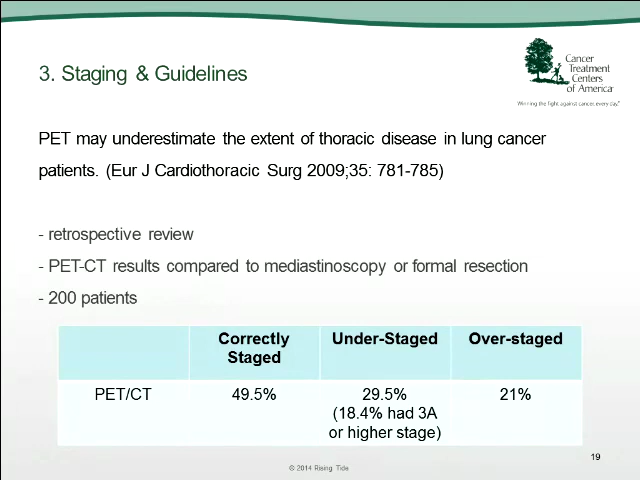 3. Staging & Guidelines
Cancer
Treatment
Centers
of America®
Winning the fight against cancer, every day.®
PET may underestimate the extent of thoracic disease in lung cancer
patients. (Eur J Cardiothoracic Surg 2009;35: 781-785)
- retrospective review
- PET-CT results compared to mediastinoscopy or formal resection
- 200 patients
Correctly Staged Under-Staged Over-staged
PET/CT 49.5% 29.5% 21%
(18.4% had 3A
or higher stage)
19
© 2014 Rising Tide